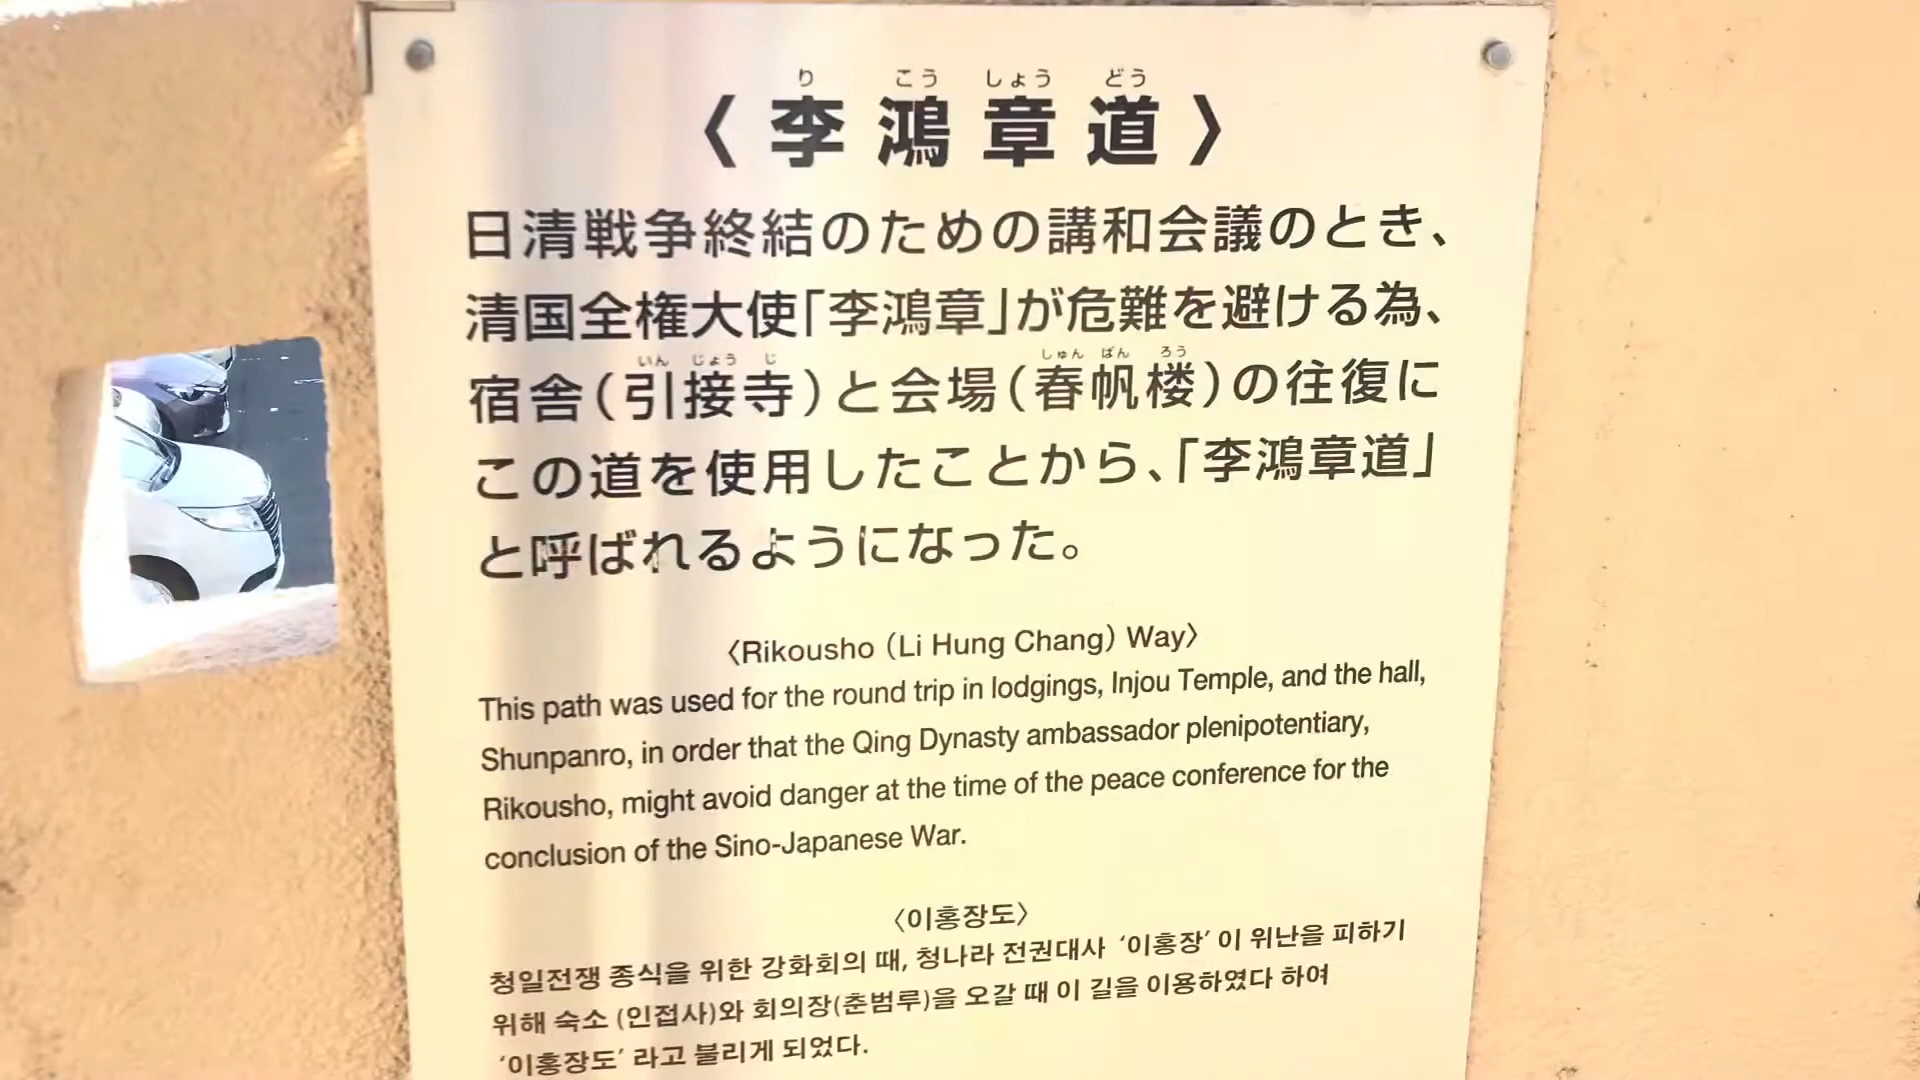 り こう しょう どう
〈李鴻章道〉
日清戦争終結のための講和会議のとき、
清国全権大使「李鴻章」が危難を避ける為、
いん じょう じ しゅん ぱん ろう
宿舎(引接寺)と会場(春帆楼)の往復に
この道を使用したことから、「李鴻章道」
と呼ばれるようになった。
〈Rikousho (Li Hung Chang) Way〉
This path was used for the round trip in lodgings, Injou Temple, and the hall,
Shunpanro, in order that the Qing Dynasty ambassador plenipotentiary,
Rikousho, might avoid danger at the time of the peace conference for the
conclusion of the Sino-Japanese War.
〈이홍장도〉
청일전쟁 종식을 위한 강화회의 때, 청나라 전권대사 ‘이홍장’ 이 위난을 피하기
위해 숙소 (인접사)와 회의장(춘범루)을 오갈 때 이 길을 이용하였다 하여
‘이홍장도’ 라고 불리게 되었다.